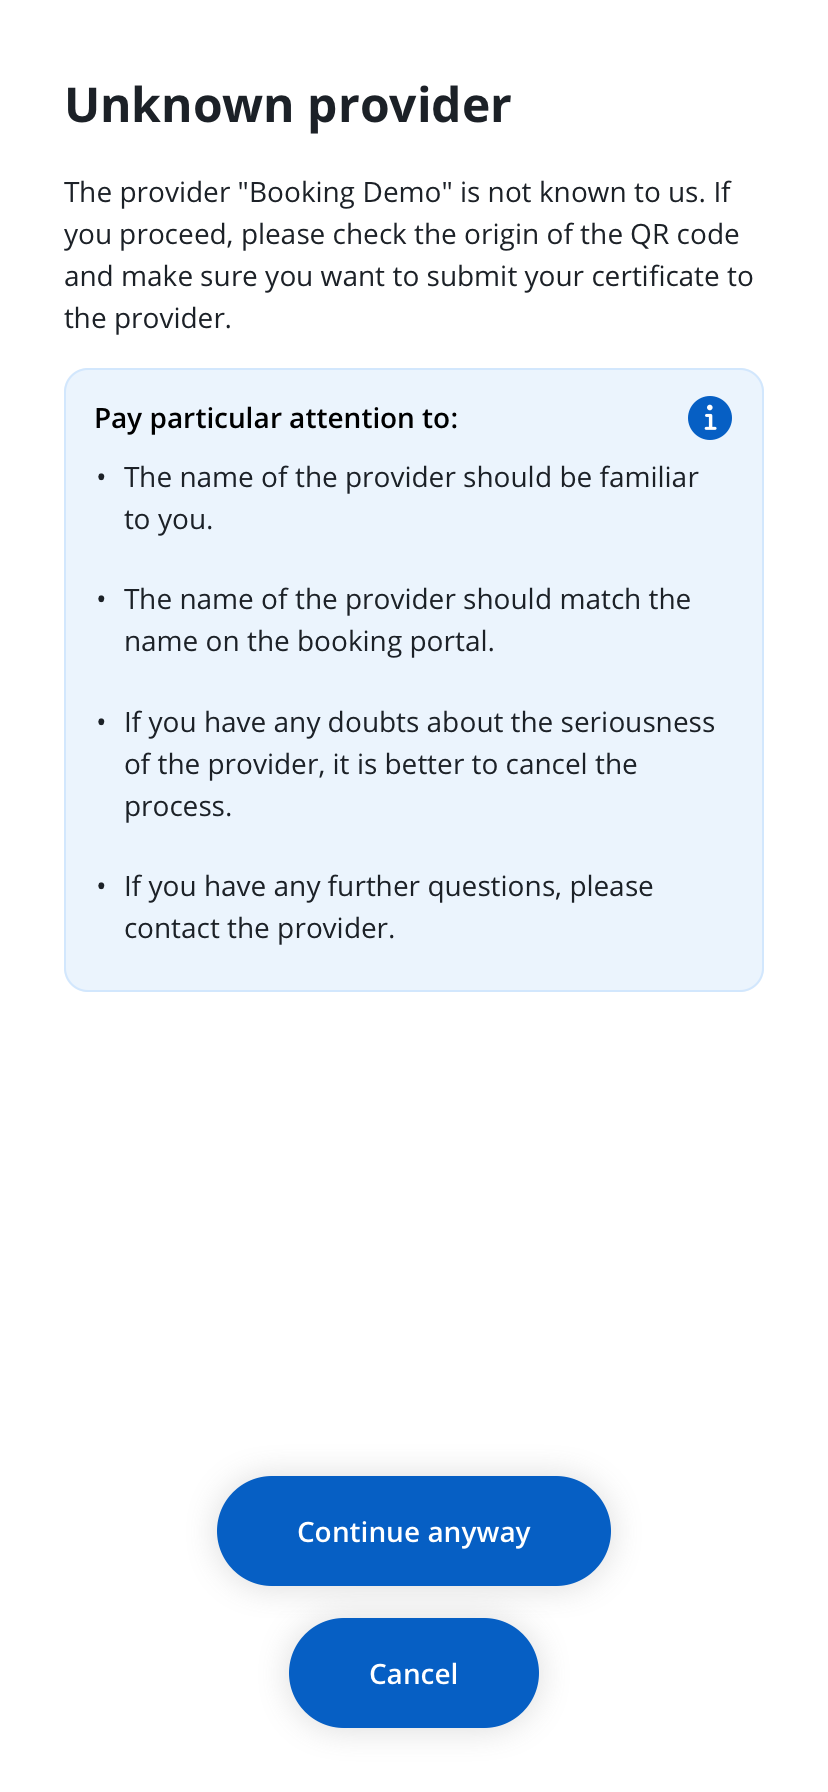 Unknown provider
The provider "Booking Demo" is not known to us. If
you proceed, please check the origin of the QR code
and make sure you want to submit your certificate to
the provider.
Pay particular attention to:
• The name of the provider should be familiar
to you.
• The name of the provider should match the
name on the booking portal.
• If you have any doubts about the seriousness
of the provider, it is better to cancel the
process.
• If you have any further questions, please
contact the provider.
Continue anyway
Cancel